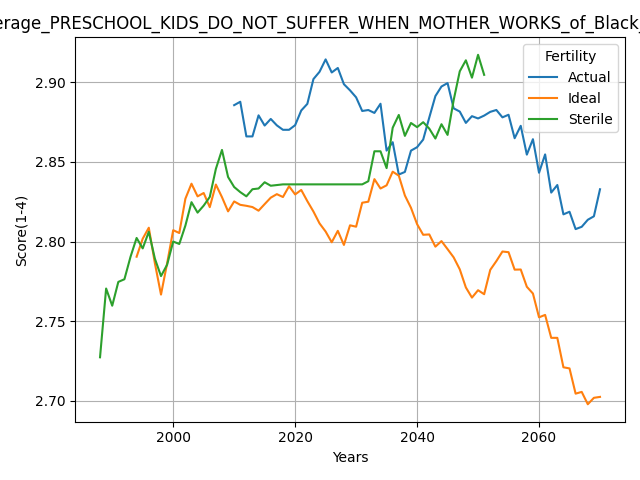 erage_PRESCHOOL_KIDS_DO_NOT_SUFFER_WHEN_MOTHER_WORKS_of_Black_
Fertility
Actual
Ideal
Sterile
Score(1-4)
2.90
2.85
2.80
2.75
2.70
2000 2020 2040 2060
Years